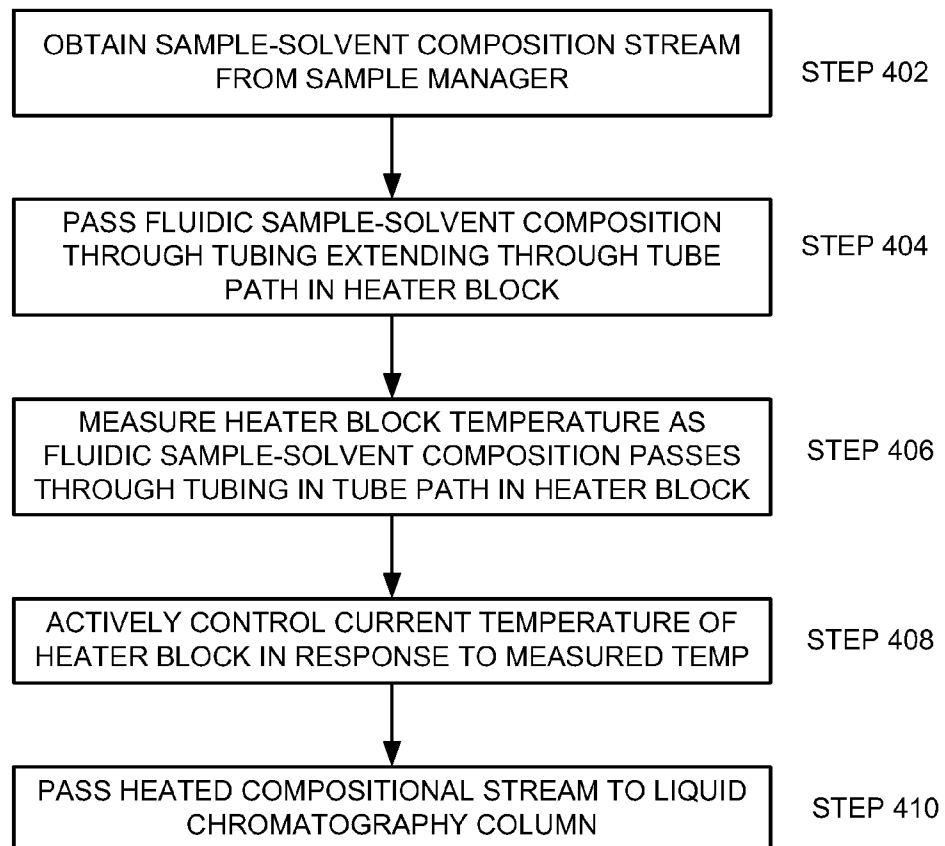 OBTAIN SAMPLE-SOLVENT COMPOSITION STREAM
FROM SAMPLE MANAGER
STEP 402
PASS FLUIDIC SAMPLE-SOLVENT COMPOSITION
THROUGH TUBING EXTENDING THROUGH TUBE
PATH IN HEATER BLOCK
STEP 404
MEASURE HEATER BLOCK TEMPERATURE AS
FLUIDIC SAMPLE-SOLVENT COMPOSITION PASSES
THROUGH TUBING IN TUBE PATH IN HEATER BLOCK
STEP 406
ACTIVELY CONTROL CURRENT TEMPERATURE OF
HEATER BLOCK IN RESPONSE TO MEASURED TEMP
STEP 408
PASS HEATED COMPOSITIONAL STREAM TO LIQUID
CHROMATOGRAPHY COLUMN
STEP 410